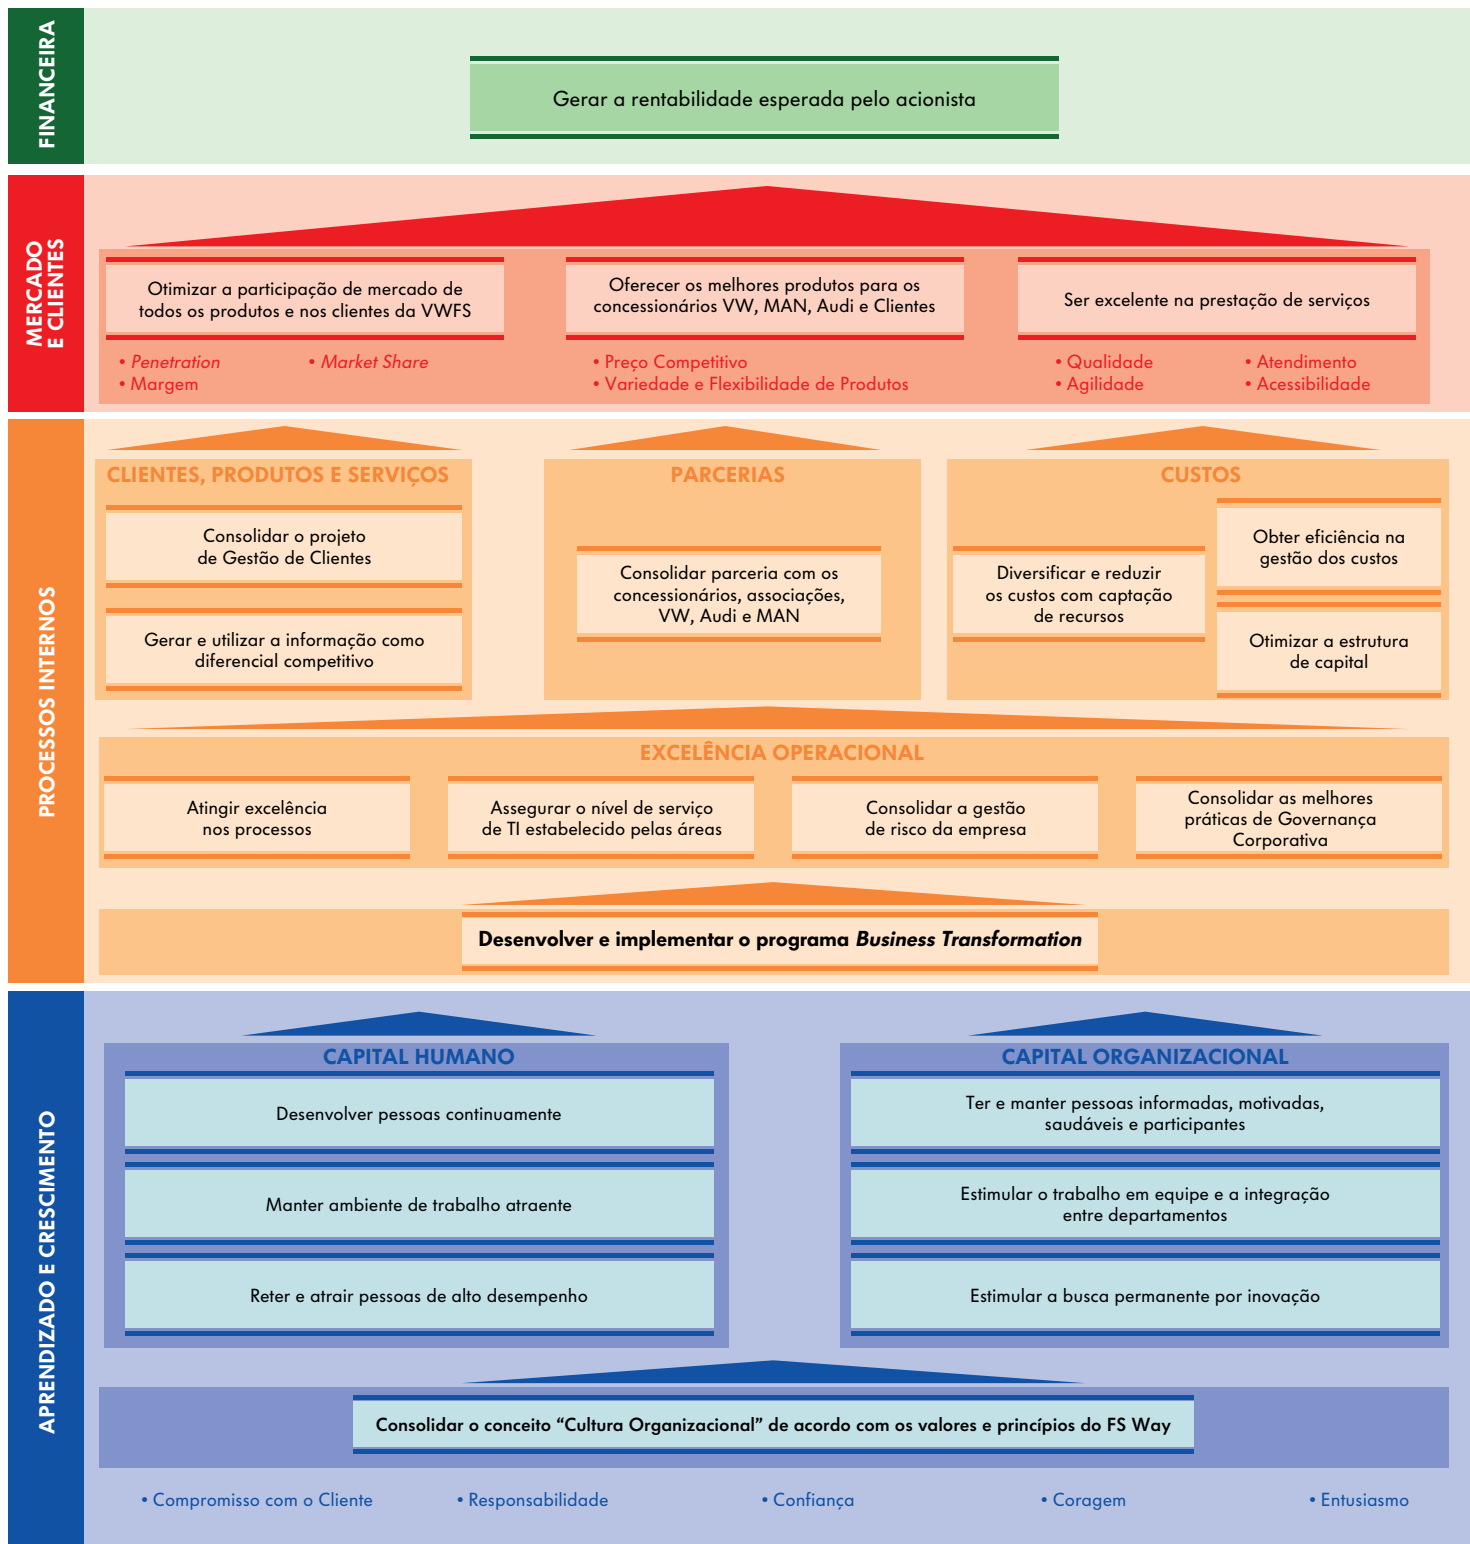 FINANCEIRA
Gerar a rentabilidade esperada pelo acionista
MERCADO
E CLIENTES
Otimizar a participação de mercado de
todos os produtos e nos clientes da VWFS
• Penetration
• Market Share
• Margem
Oferecer os melhores produtos para os
concessionários VW, MAN, Audi e Clientes
• Preço Competitivo
• Variedade e Flexibilidade de Produtos
Ser excelente na prestação de serviços
• Qualidade
• Atendimento
• Agilidade
• Acessibilidade
PROCESSOS INTERNOS
CLIENTES, PRODUTOS E SERVIÇOS
Consolidar o projeto
de Gestão de Clientes
Gerar e utilizar a informação como
diferencial competitivo
PARCERIAS
Consolidar parceria com os
concessionários, associações,
VW, Audi e MAN
CUSTOS
Diversificar e reduzir
os custos com captação
de recursos
Obter eficiência na
gestão dos custos
Otimizar a estrutura
de capital
EXCELÊNCIA OPERACIONAL
Atingir excelência
nos processos
Assegurar o nível de serviço
de TI estabelecido pelas áreas
Consolidar a gestão
de risco da empresa
Consolidar as melhores
práticas de Governança
Corporativa
Desenvolver e implementar o programa Business Transformation
APRENDIZADO E CRESCIMENTO
CAPITAL HUMANO
Desenvolver pessoas continuamente
Manter ambiente de trabalho atraente
Reter e atrair pessoas de alto desempenho
CAPITAL ORGANIZACIONAL
Ter e manter pessoas informadas, motivadas,
saudáveis e participantes
Estimular o trabalho em equipe e a integração
entre departamentos
Estimular a busca permanente por inovação
Consolidar o conceito “Cultura Organizacional” de acordo com os valores e princípios do FS Way
• Compromisso com o Cliente
• Responsabilidade
• Confiança
• Coragem
• Entusiasmo